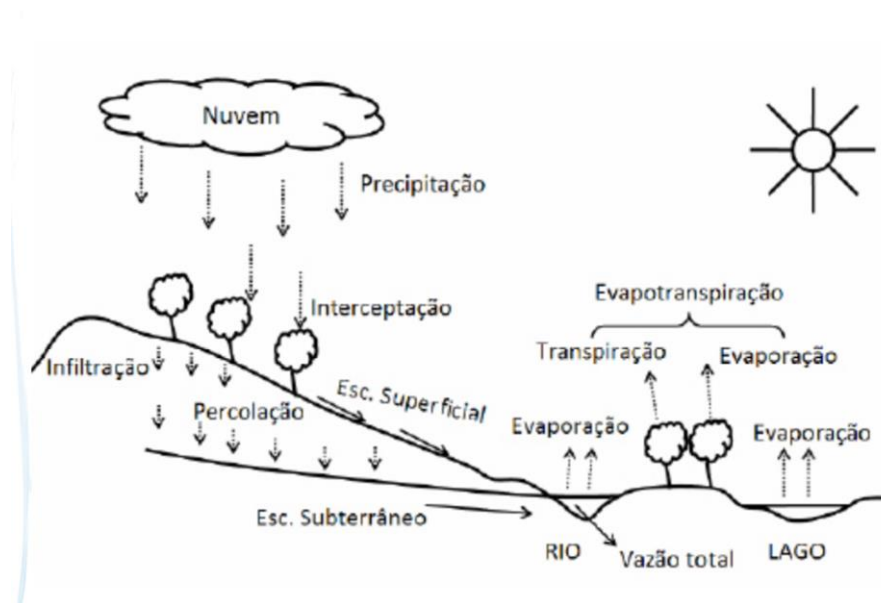 Nuvem
Precipitação
Interceptação
Evapotranspiração
Transpiração
Evaporação
Infiltração
Percolação
Esc. Superficial
Evaporação
Evaporação
Esc. Subterrâneo
RIO
Vazão total
LAGO